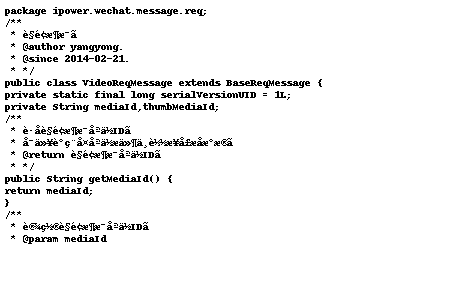 package ipower.wechat.message.req;
/**
* è§é¢æ¶æ¯ã
* @author yangyong.
* @since 2014-02-21.
* */
public class VideoReqMessage extends BaseReqMessage {
private static final long serialVersionUID = 1L;
private String mediaId,thumbMediaId;
/**
* è·åè§é¢æ¶æ¯åªä½IDã
* å¯ä»¥è°ç¨å¤åªä½æä»¶ä¸è½½æ¥å£æåæ°æ®ã
* @return è§é¢æ¶æ¯åªä½IDã
* */
public String getMediaId() {
return mediaId;
}
/**
* è®¾ç½®è§é¢æ¶æ¯åªä½IDã
* @param mediaId